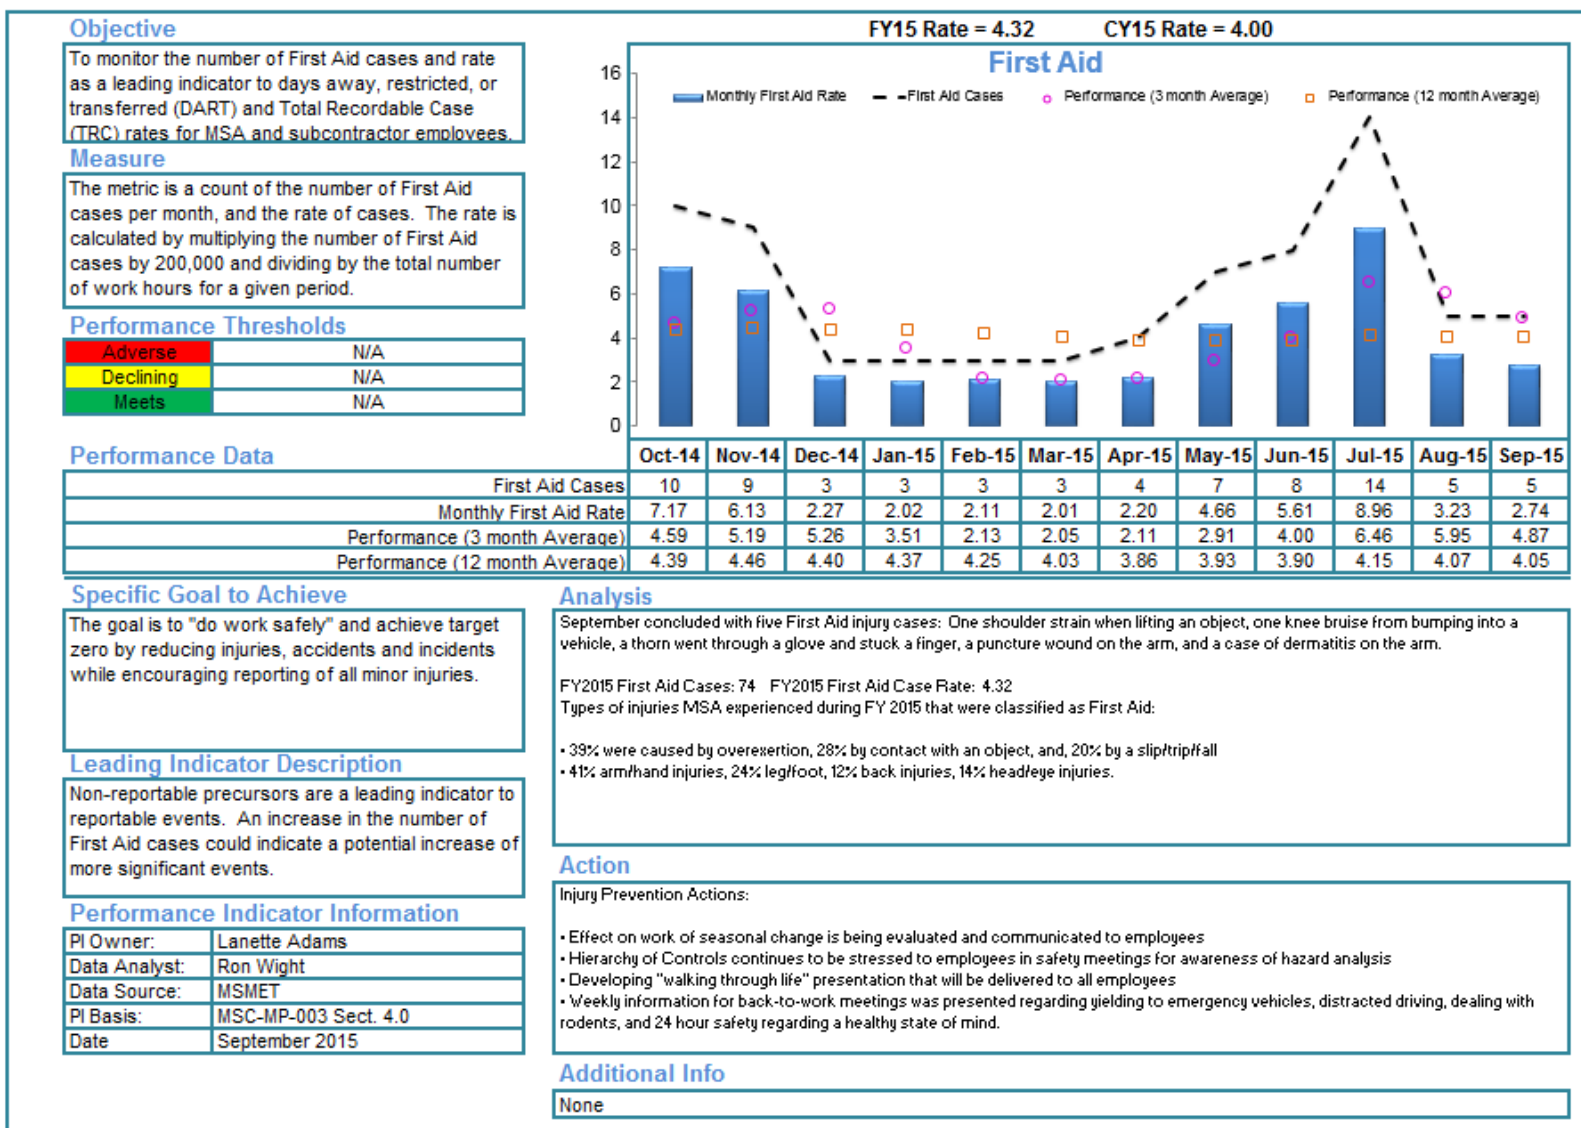 Objective
To monitor the number of First Aid cases and rate
as a leading indicator to days away, restricted, or
transferred (DART) and Total Recordable Case
(TRC) rates for MSA and subcontractor employees.
Measure
The metric is a count of the number of First Aid
cases per month, and the rate of cases. The rate is
calculated by multiplying the number of First Aid
cases by 200,000 and dividing by the total number
of work hours for a given period.
Performance Thresholds
Adverse N/A
Declining N/A
Meets N/A
FY15 Rate = 4.32 CY15 Rate = 4.00
First Aid
Monthly First Aid Rate First Aid Cases Performance (3 month Average) Performance (12 month Average)
16
14
12
10
8
6
4
2
0
Performance Data Oct-14 Nov-14 Dec-14 Jan-15 Feb-15 Mar-15 Apr-15 May-15 Jun-15 Jul-15 Aug-15 Sep-15
First Aid Cases 10 9 3 3 3 3 4 7 8 14 5 5
Monthly First Aid Rate 7.17 6.13 2.27 2.02 2.11 2.01 2.20 4.66 5.61 8.96 3.23 2.74
Performance (3 month Average) 4.59 5.19 5.26 3.51 2.13 2.05 2.11 2.91 4.00 6.46 5.95 4.87
Performance (12 month Average) 4.39 4.46 4.40 4.37 4.25 4.03 3.86 3.93 3.90 4.15 4.07 4.05
Specific Goal to Achieve
The goal is to "do work safely" and achieve target
zero by reducing injuries, accidents and incidents
while encouraging reporting of all minor injuries.
Leading Indicator Description
Non-reportable precursors are a leading indicator to
reportable events. An increase in the number of
First Aid cases could indicate a potential increase of
more significant events.
Performance Indicator Information
PI Owner: Lanette Adams
Data Analyst: Ron Wight
Data Source: MSMET
PI Basis: MSC-MP-003 Sect. 4.0
Date September 2015
Analysis
September concluded with five First Aid injury cases: One shoulder strain when lifting an object, one knee bruise from bumping into a
vehicle, a thorn went through a glove and stuck a finger, a puncture wound on the arm, and a case of dermatitis on the arm.
FY2015 First Aid Cases: 74 FY2015 First Aid Case Rate: 4.32
Types of injuries MSA experienced during FY 2015 that were classified as First Aid:
• 39% were caused by overexertion, 28% by contact with an object, and, 20% by a slip/trip/fall
• 41% arm/hand injuries, 24% leg/foot, 12% back injuries, 14% head/eye injuries.
Action
Injury Prevention Actions:
• Effect on work of seasonal change is being evaluated and communicated to employees
• Hierarchy of Controls continues to be stressed to employees in safety meetings for awareness of hazard analysis
• Developing "walking through life" presentation that will be delivered to all employees
• Weekly information for back-to-work meetings was presented regarding yielding to emergency vehicles, distracted driving, dealing with
rodents, and 24 hour safety regarding a healthy state of mind.
Additional Info
None